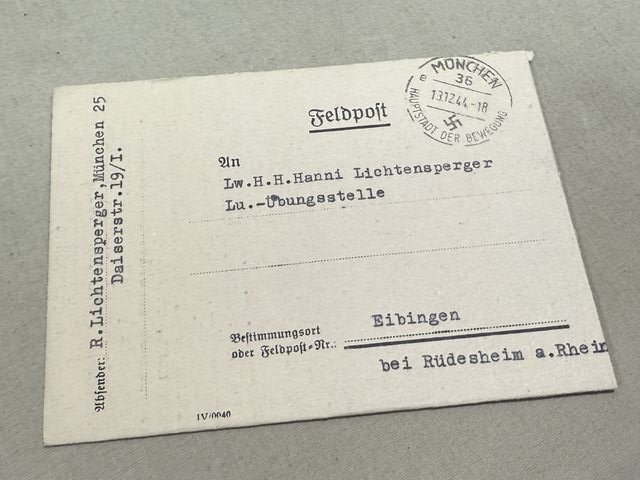 Absender: R.Lichtensperger,München 25
Daiserstr.19/I.
Feldpost
MÜNCHEN
36
e
13.12.44.-18
HAUPTSTADT DER BEWEGUNG
An
Lw.H.H.Hanni Lichtensperger
Lu.-Übungsstelle
Bestimmungsort
oder Feldpost=Nr.:
Eibingen
bei Rüdesheim a.Rhein
IV/0040